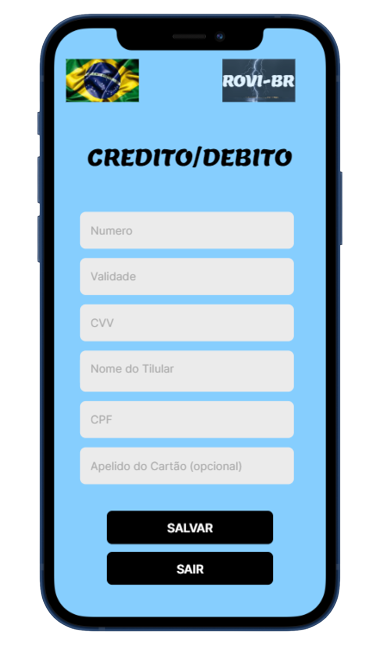 ROVI-BR
CREDITO/DEBITO
Numero
Validade
CVV
Nome do Tilular
CPF
Apelido do Cartão (opcional)
SALVAR
SAIR